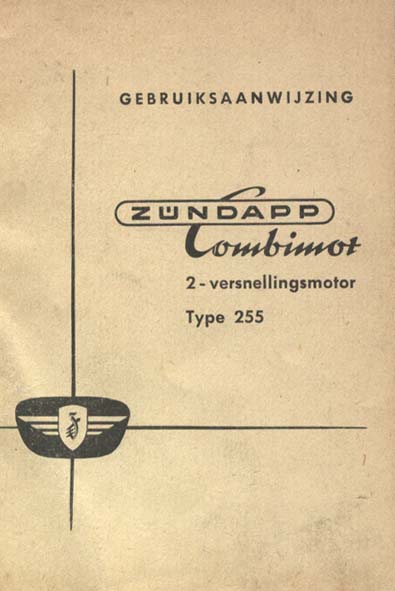 GEBRUIKSAANWIJZING
ZÜNDAPP
Combimot
2-versnellingsmotor
Type 255